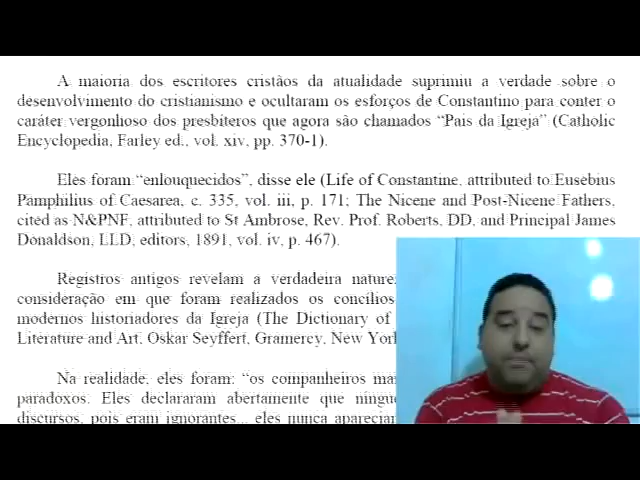 A maioria dos escritores cristãos da atualidade suprimiu a verdade sobre o
desenvolvimento do cristianismo e ocultaram os esforços de Constantino para conter o
caráter vergonhoso dos presbíteros que agora são chamados “Pais da Igreja” (Catholic
Encyclopedia, Farley ed., vol. xiv, pp. 370-1).
Eles foram “enlouquecidos”, disse ele (Life of Constantine, attributed to Eusebius
Pamphilius of Caesarea, c. 335, vol. iii, p. 171; The Nicene and Post-Nicene Fathers,
cited as N&PNF, attributed to St Ambrose, Rev. Prof. Roberts, DD, and Principal James
Donaldson, LLD, editors, 1891, vol. iv, p. 467).
Registros antigos revelam a verdadeira
consideração em que foram realizados os concílios
modernos historiadores da Igreja (The Dictionary of
Literature and Art, Oskar Seyffert, Gramercy, New
Na realidade, eles foram: “os companheiros
paradoxos. Eles declararam abertamente que
discursos, pois eram ignorantes... eles nunca